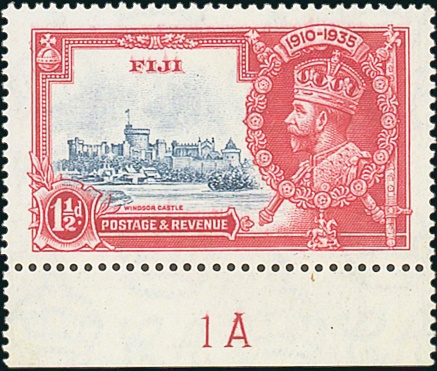 1910-1935
FIJI
WINDSOR CASTLE
1½d
POSTAGE & REVENUE
1A